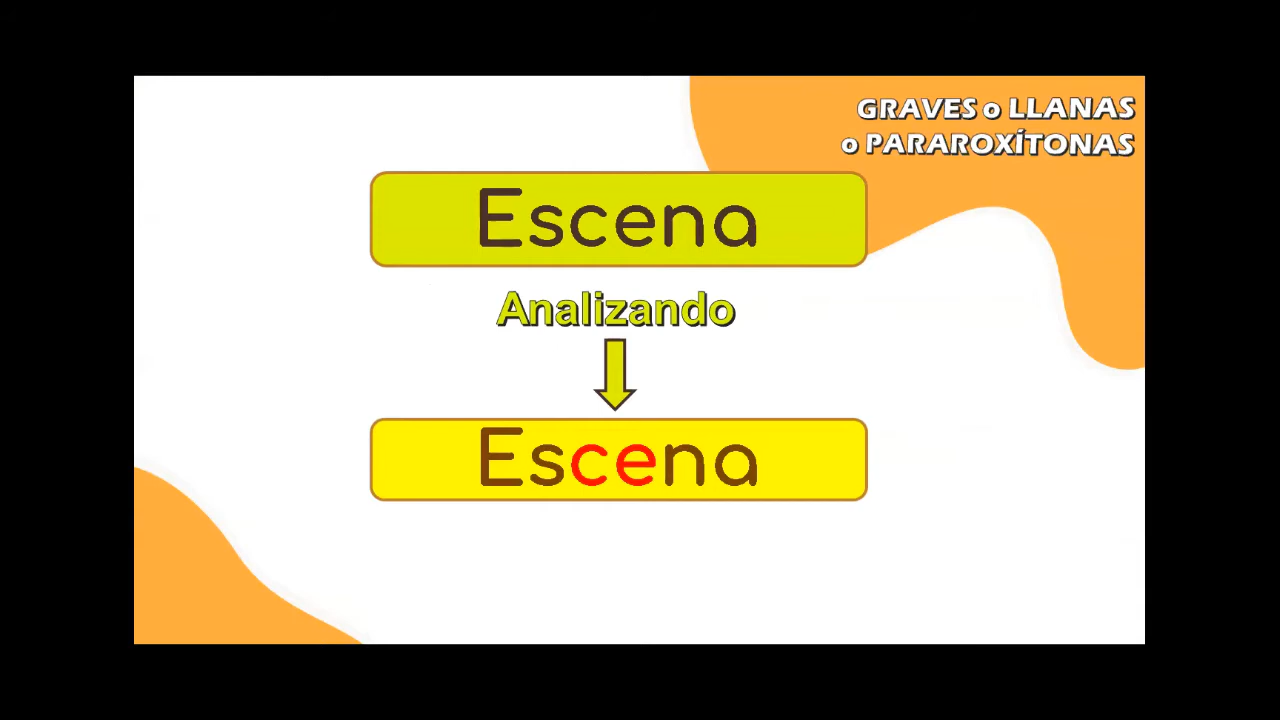 GRAVES o LLANAS
o PARAROXÍTONAS
Escena
Analizando
Escena